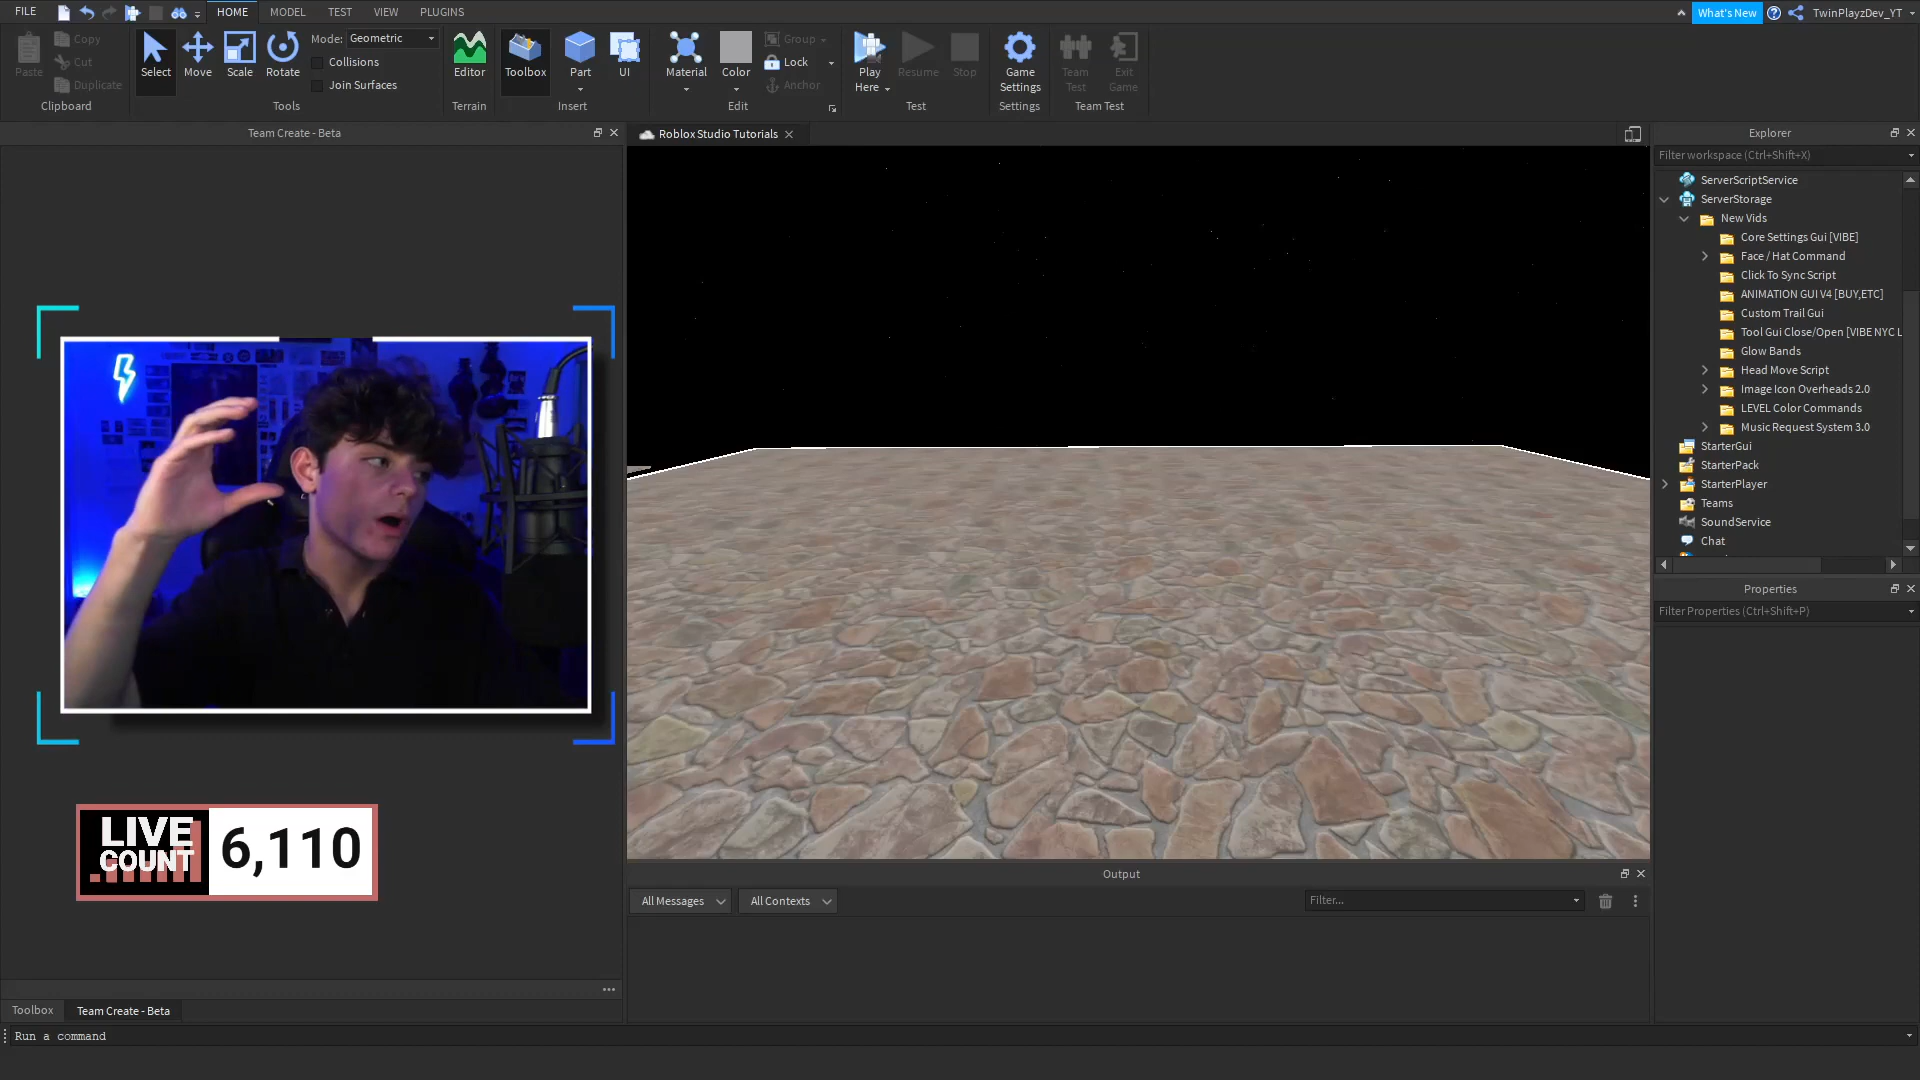 FILE
HOME
MODEL
TEST
VIEW
PLUGINS
What's New
TwinPlayzDev_YT
Paste
Copy
Cut
Duplicate
Clipboard
Select
Move
Scale
Rotate
Mode: Geometric
Collisions
Join Surfaces
Tools
Editor
Terrain
Toolbox
Part
UI
Insert
Material
Color
Group
Lock
Anchor
Edit
Play
Here
Resume
Stop
Test
Game
Settings
Settings
Team
Test
Exit
Game
Team Test
Team Create - Beta
Roblox Studio Tutorials
Explorer
Filter workspace (Ctrl+Shift+X)
ServerScriptService
ServerStorage
New Vids
Core Settings Gui [VIBE]
Face / Hat Command
Click To Sync Script
ANIMATION GUI V4 [BUY,ETC]
Custom Trail Gui
Tool Gui Close/Open [VIBE NYC L
Glow Bands
Head Move Script
Image Icon Overheads 2.0
LEVEL Color Commands
Music Request System 3.0
StarterGui
StarterPack
StarterPlayer
Teams
SoundService
Chat
Properties
Filter Properties (Ctrl+Shift+P)
LIVE
COUNT
6,110
Output
All Messages
All Contexts
Filter...
Toolbox
Team Create - Beta
Run a command